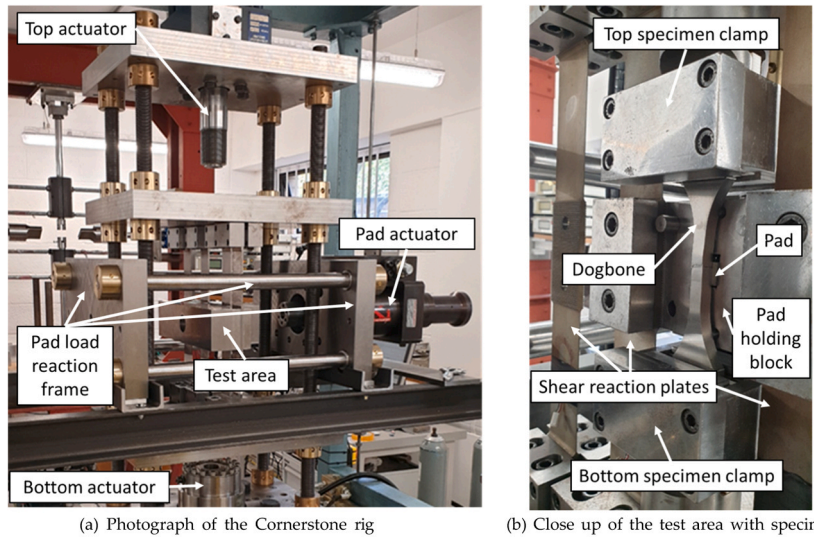 Top actuator
Pad actuator
Pad load
reaction
frame
Test area
Bottom actuator
(a) Photograph of the Cornerstone rig
Top specimen clamp
Dogbone
Pad
Pad
holding
block
Shear reaction plates
Bottom specimen clamp
(b) Close up of the test area with speci